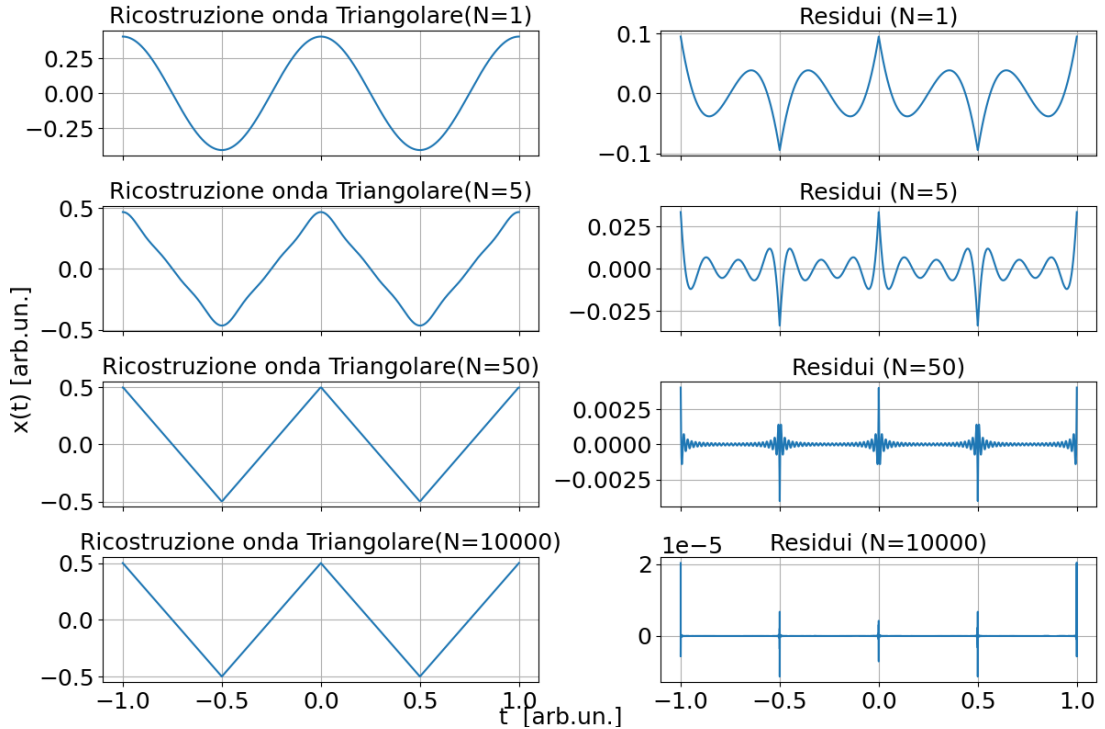 Ricostruzione onda Triangolare(N=1)
0.25
0.00
−0.25
Residui (N=1)
0.1
0.0
−0.1
Ricostruzione onda Triangolare(N=5)
0.5
0.0
−0.5
Residui (N=5)
0.025
0.000
−0.025
Ricostruzione onda Triangolare(N=50)
0.5
0.0
−0.5
Residui (N=50)
0.0025
0.0000
−0.0025
Ricostruzione onda Triangolare(N=10000)
0.5
0.0
−0.5
−1.0 −0.5 0.0 0.5 1.0
1e−5
Residui (N=10000)
2
0
−1.0 −0.5 0.0 0.5 1.0
x(t) [arb.un.]
t [arb.un.]